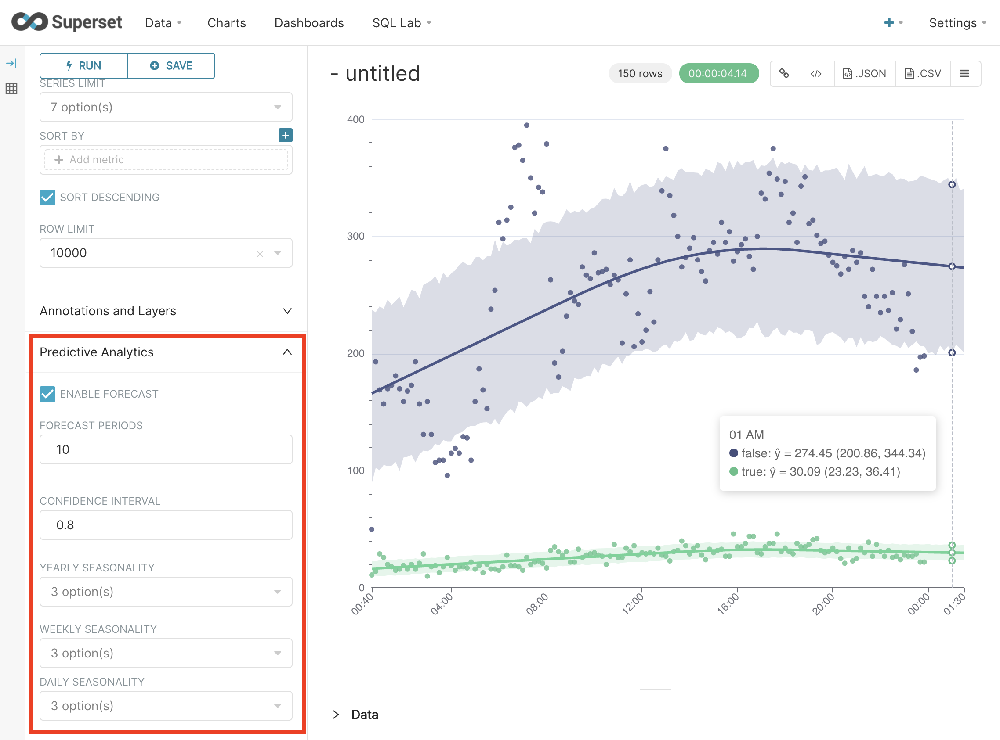 Superset Data Charts Dashboards SQL Lab + Settings
RUN SAVE
SERIES LIMIT
7 option(s)
SORT BY
+ Add metric
SORT DESCENDING
ROW LIMIT
10000
Annotations and Layers
Predictive Analytics
ENABLE FORECAST
FORECAST PERIODS
10
CONFIDENCE INTERVAL
0.8
YEARLY SEASONALITY
3 option(s)
WEEKLY SEASONALITY
3 option(s)
DAILY SEASONALITY
3 option(s)
- untitled
150 rows 00:00:04.14 </> .JSON .CSV
400
300
200
100
0
01 AM
false: ŷ = 274.45 (200.86, 344.34)
true: ŷ = 30.09 (23.23, 36.41)
00:40 04:00 08:00 12:00 16:00 20:00 00:00 01:30
Data